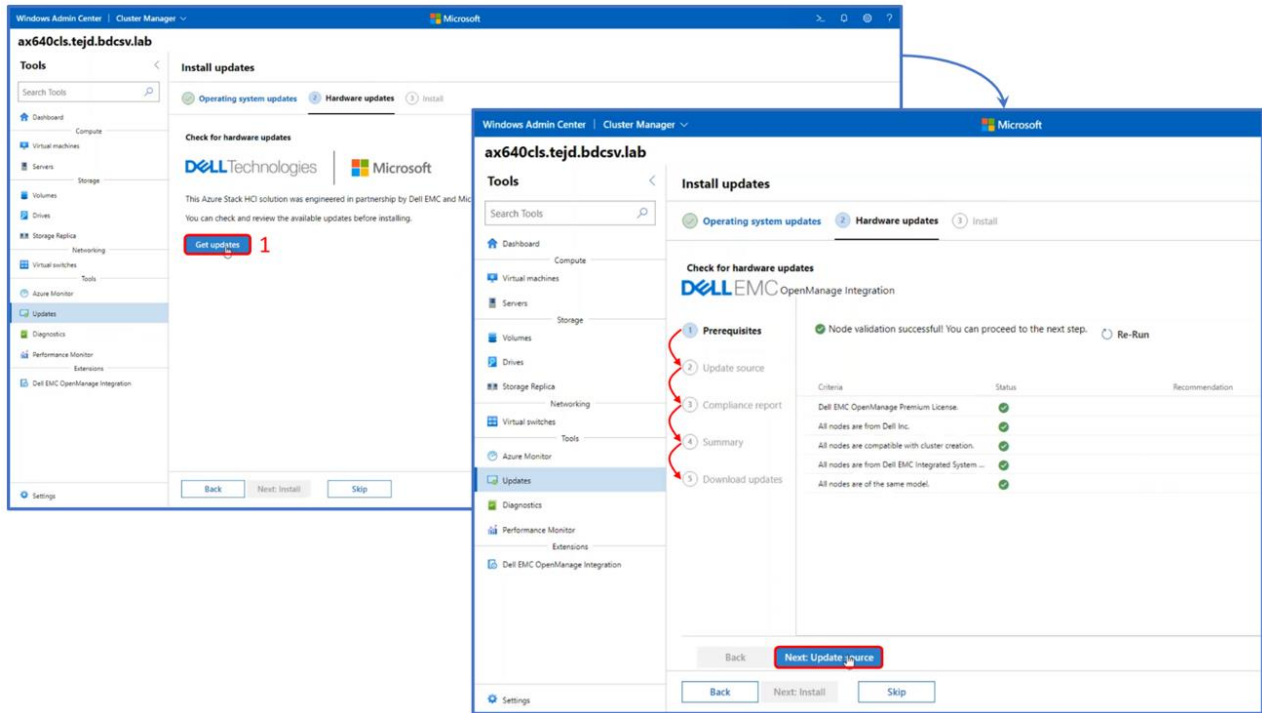 Windows Admin Center | Cluster Manager
Microsoft
ax640cls.tejd.bdcsv.lab
Tools
Search Tools
Dashboard
Compute
Virtual machines
Servers
Storage
Volumes
Drives
Storage Replica
Networking
Virtual switches
Tools
Azure Monitor
Updates
Diagnostics
Performance Monitor
Extensions
Dell EMC OpenManage Integration
Settings
Install updates
Operating system updates 2 Hardware updates 3 Install
Check for hardware updates
DELL Technologies Microsoft
This Azure Stack HCI solution was engineered in partnership by Dell EMC and Mic
You can check and review the available updates before installing.
Get updates 1
Back Next: Install Skip
Windows Admin Center | Cluster Manager
Microsoft
ax640cls.tejd.bdcsv.lab
Tools
Search Tools
Dashboard
Compute
Virtual machines
Servers
Storage
Volumes
Drives
Storage Replica
Networking
Virtual switches
Tools
Azure Monitor
Updates
Diagnostics
Performance Monitor
Extensions
Dell EMC OpenManage Integration
Settings
Install updates
Operating system updates 2 Hardware updates 3 Install
Check for hardware updates
DELL EMC OpenManage Integration
1 Prerequisites
2 Update source
3 Compliance report
4 Summary
5 Download updates
Node validation successful! You can proceed to the next step. Re-Run
Criteria Status Recommendation
Dell EMC OpenManage Premium License.
All nodes are from Dell Inc.
All nodes are compatible with cluster creation.
All nodes are from Dell EMC Integrated System ...
All nodes are of the same model.
Back Next: Update source
Back Next: Install Skip